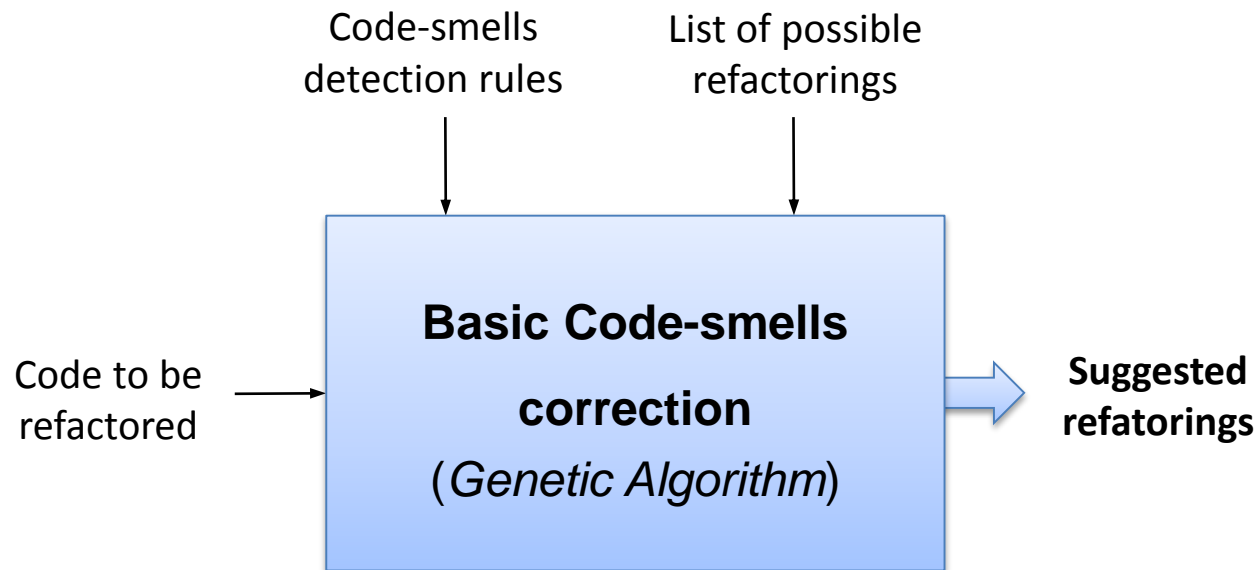 Code-smells
detection rules
List of possible
refactorings
Code to be
refactored
Basic Code-smells
correction
(Genetic Algorithm)
Suggested
refatorings